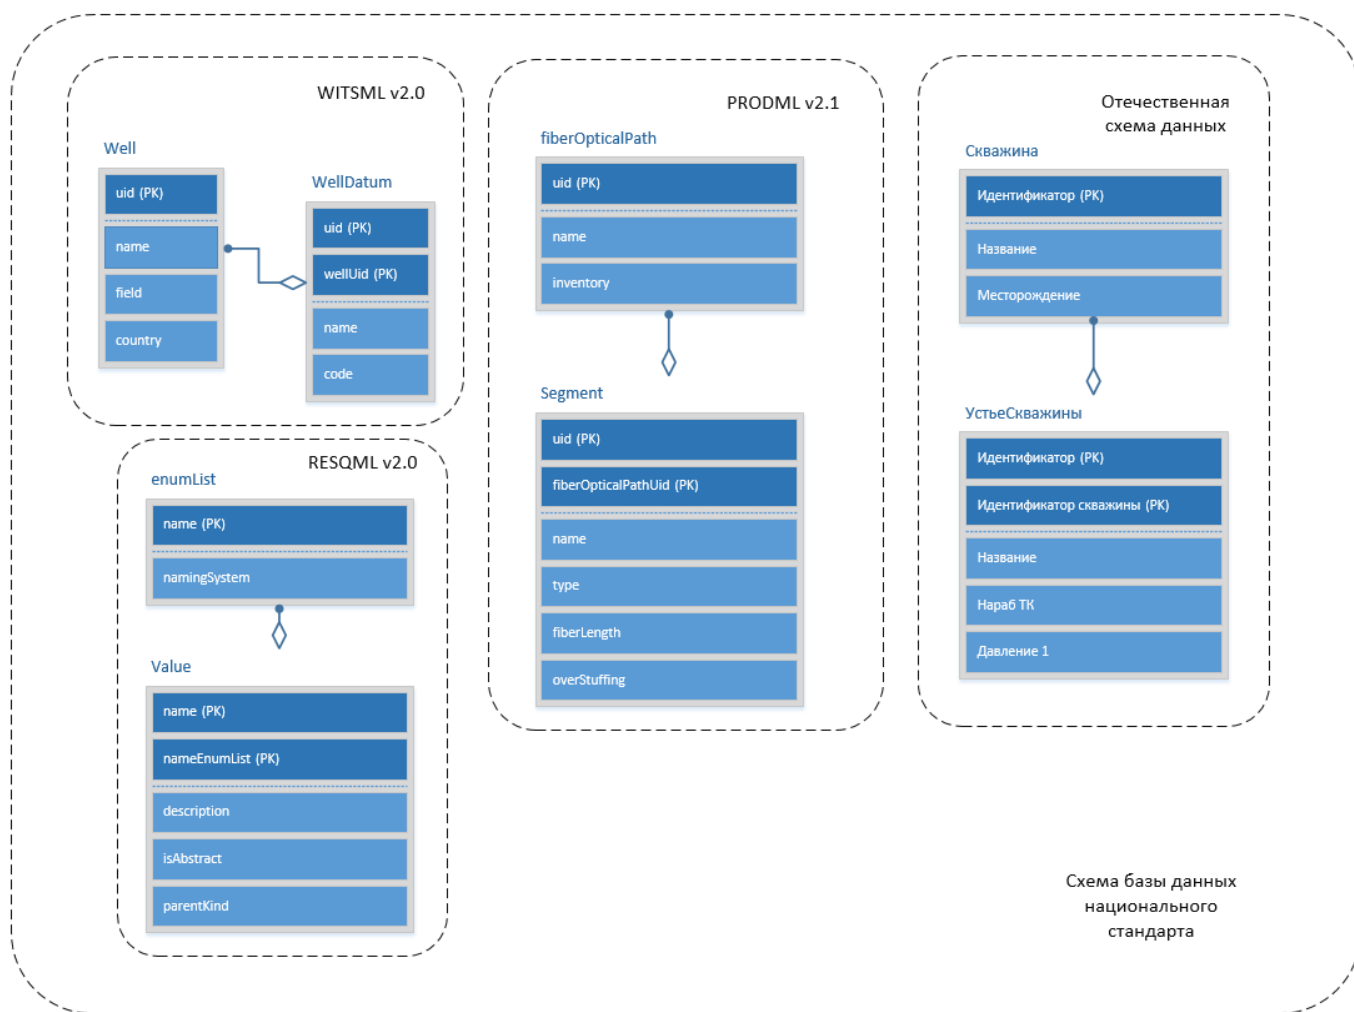 WITSML v2.0
Well
uid (PK)
name
field
country
WellDatum
uid (PK)
wellUid (PK)
name
code
RESQML v2.0
enumList
name (PK)
namingSystem
Value
name (PK)
nameEnumList (PK)
description
isAbstract
parentKind
PRODML v2.1
fiberOpticalPath
uid (PK)
name
inventory
Segment
uid (PK)
fiberOpticalPathUid (PK)
name
type
fiberLength
overStuffing
Отечественная
схема данных
Скважина
Идентификатор (PK)
Название
Месторождение
УстьеСкважины
Идентификатор (PK)
Идентификатор скважины (PK)
Название
Нараб ТК
Давление 1
Схема базы данных
национального
стандарта